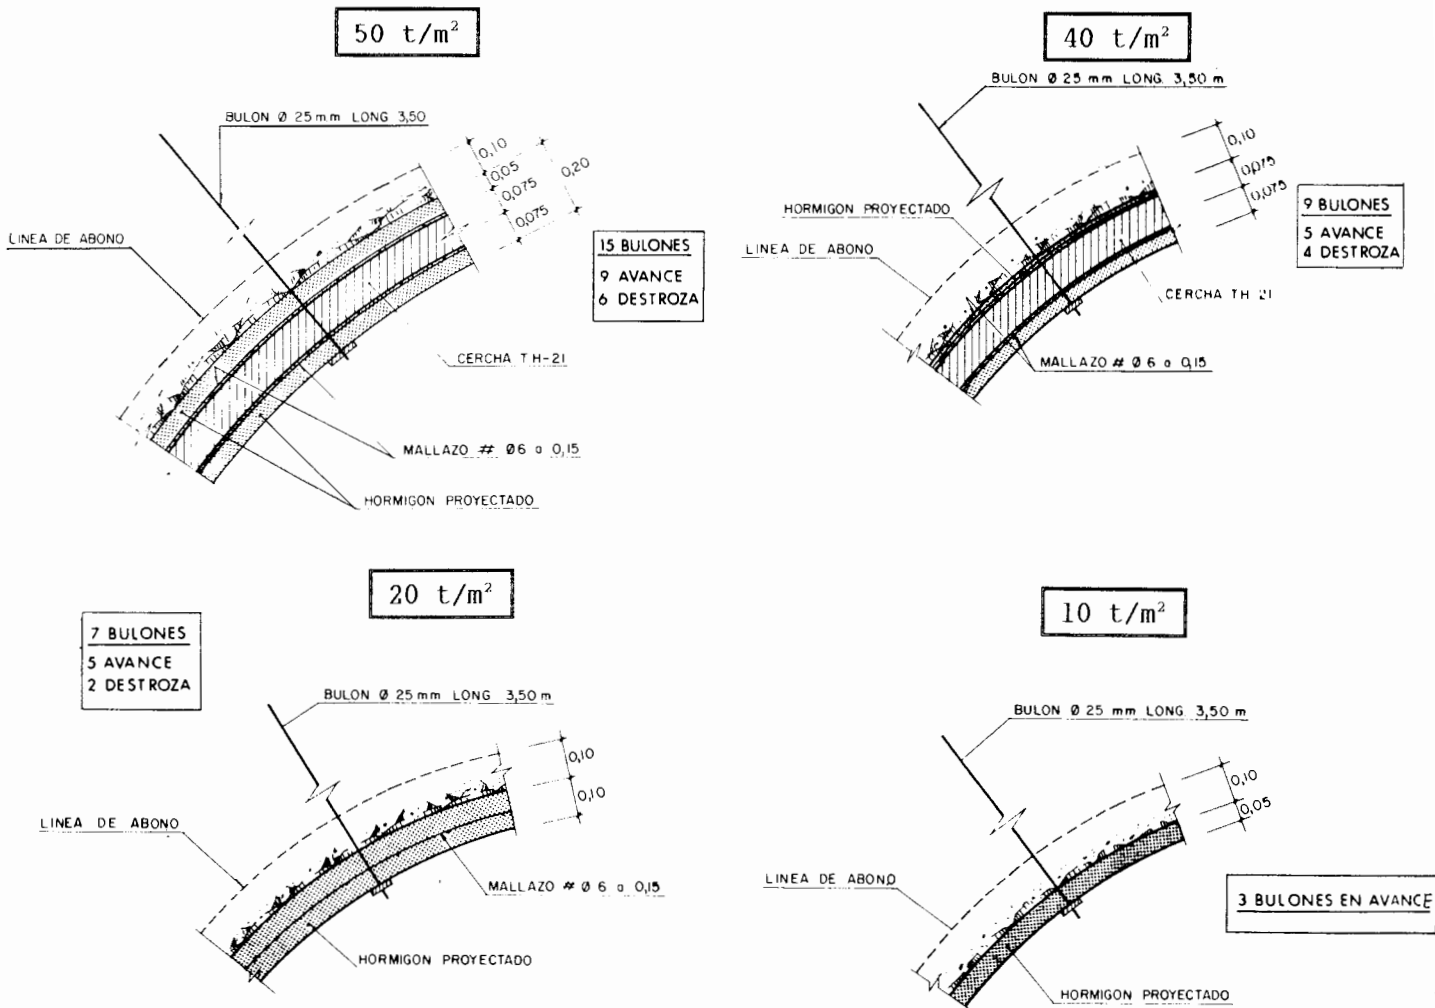 50 t/m²
BULON Ø 25 mm LONG 3,50
0,10
0,05
0,075
0,075
0,20
LINEA DE ABONO
15 BULONES
9 AVANCE
6 DESTROZA
CERCHA TH-21
MALLAZO # Ø6 a 0,15
HORMIGON PROYECTADO
40 t/m²
BULON Ø 25 mm LONG. 3,50 m
0,10
0,075
0,075
HORMIGON PROYECTADO
LINEA DE ABONO
9 BULONES
5 AVANCE
4 DESTROZA
CERCHA TH 21
MALLAZO # Ø 6 a 0,15
20 t/m²
7 BULONES
5 AVANCE
2 DESTROZA
BULON Ø 25 mm LONG 3,50 m
0,10
0,10
LINEA DE ABONO
MALLAZO # Ø 6 a 0,15
HORMIGON PROYECTADO
10 t/m²
BULON Ø 25 mm LONG. 3,50 m
0,10
0,05
LINEA DE ABONO
3 BULONES EN AVANCE
HORMIGON PROYECTADO